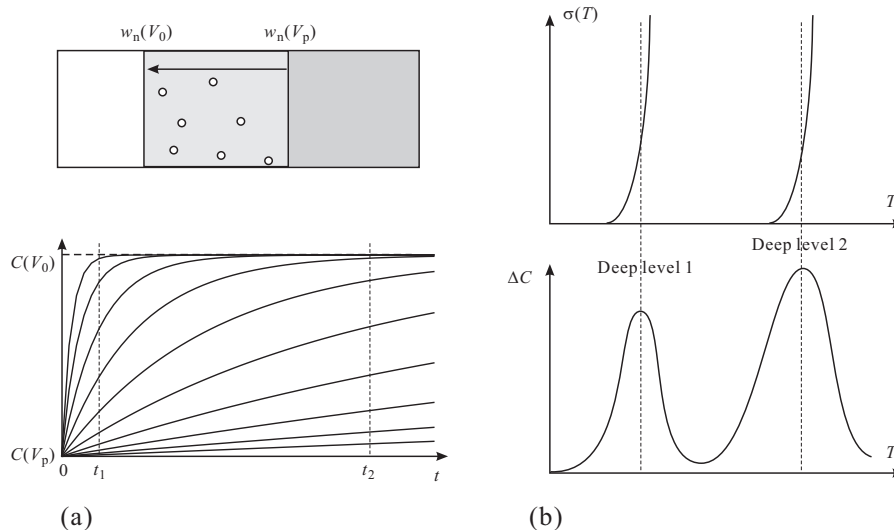 w_n(V_0)
w_n(V_p)
C(V_0)
C(V_p)
0
t_1
t_2
t
(a)
σ(T)
T
Deep level 1
Deep level 2
ΔC
T
(b)